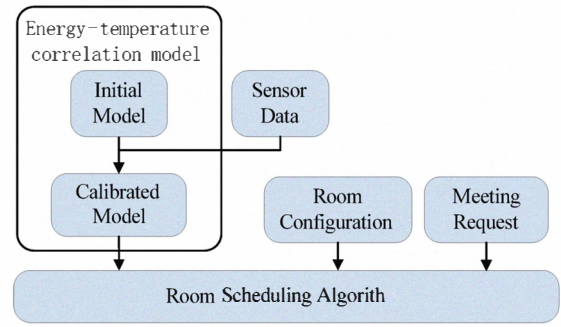 Energy-temperature
correlation model
Initial
Model
Sensor
Data
Calibrated
Model
Room
Configuration
Meeting
Request
Room Scheduling Algorith